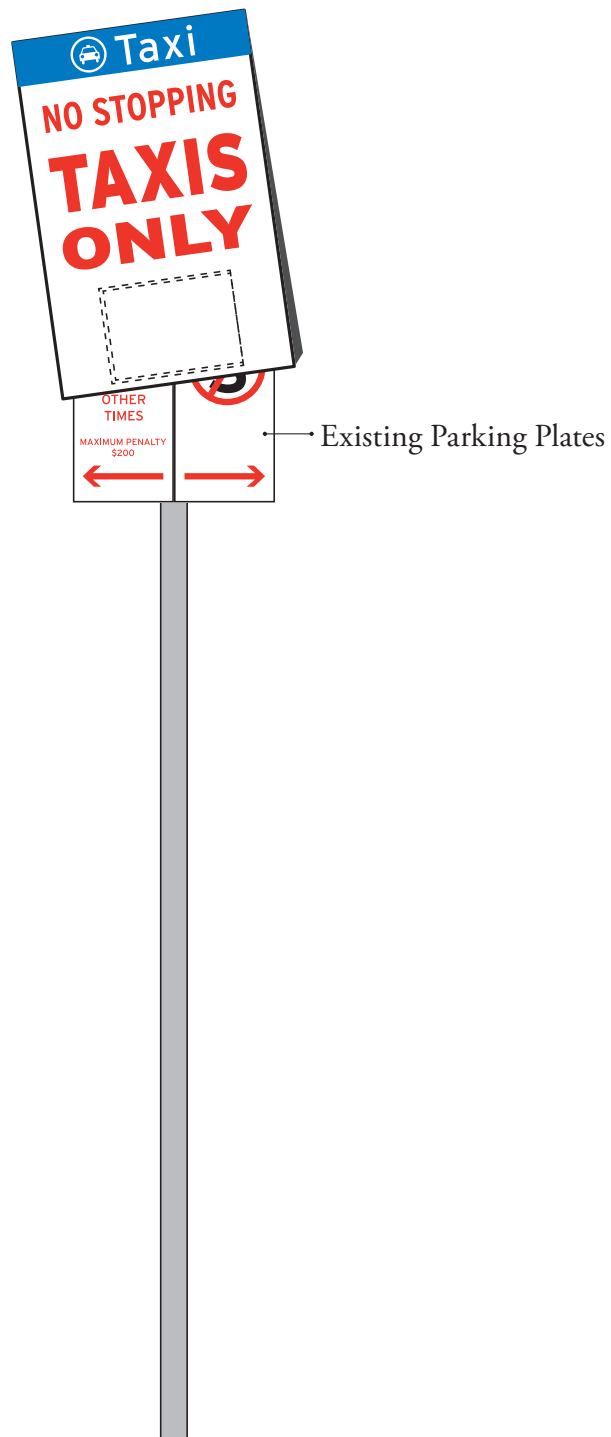 Taxi
NO STOPPING
TAXIS
ONLY
OTHER
TIMES
MAXIMUM PENALTY
$200
Existing Parking Plates